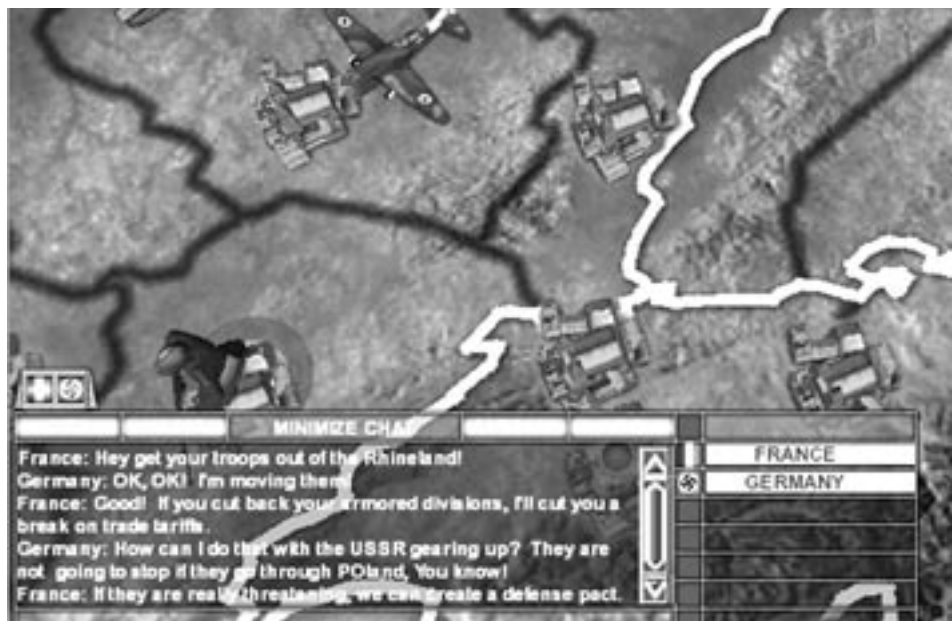 MINIMIZE CHAT
France: Hey get your troops out of the Rhineland!
Germany: OK, OK! I'm moving them!
France: Good! If you cut back your armored divisions, I'll cut you a
break on trade tariffs.
Germany: How can I do that with the USSR gearing up? They are
not going to stop if they go through POland, You know!
France: If they are really threatening, we can create a defense pact.
FRANCE
GERMANY